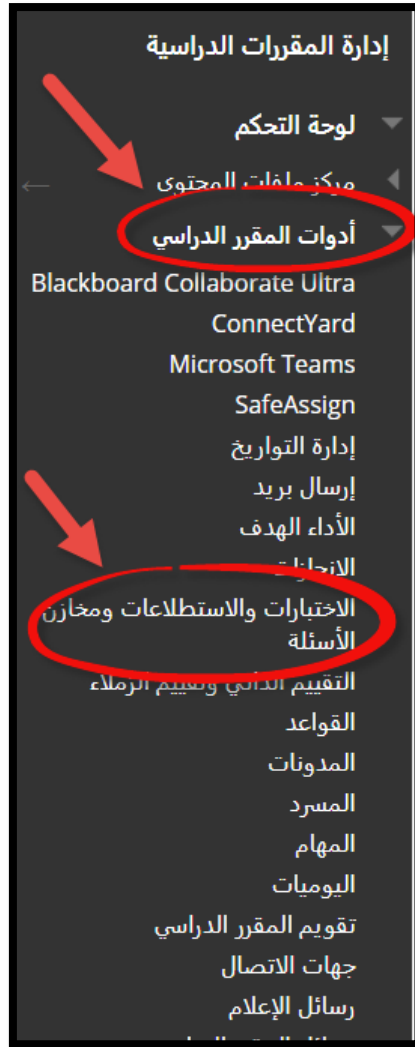 إدارة المقررات الدراسية
لوحة التحكم
مركز ملفات المحتوى
أدوات المقرر الدراسي
Blackboard Collaborate Ultra
ConnectYard
Microsoft Teams
SafeAssign
إدارة التواريخ
إرسال بريد
الأداء الهدف
الإنجازات
الاختبارات والاستطلاعات ومخازن
الأسئلة
التقييم الذاتي وتقييم الزملاء
القواعد
المدونات
المسرد
المهام
اليوميات
تقويم المقرر الدراسي
جهات الاتصال
رسائل الإعلام